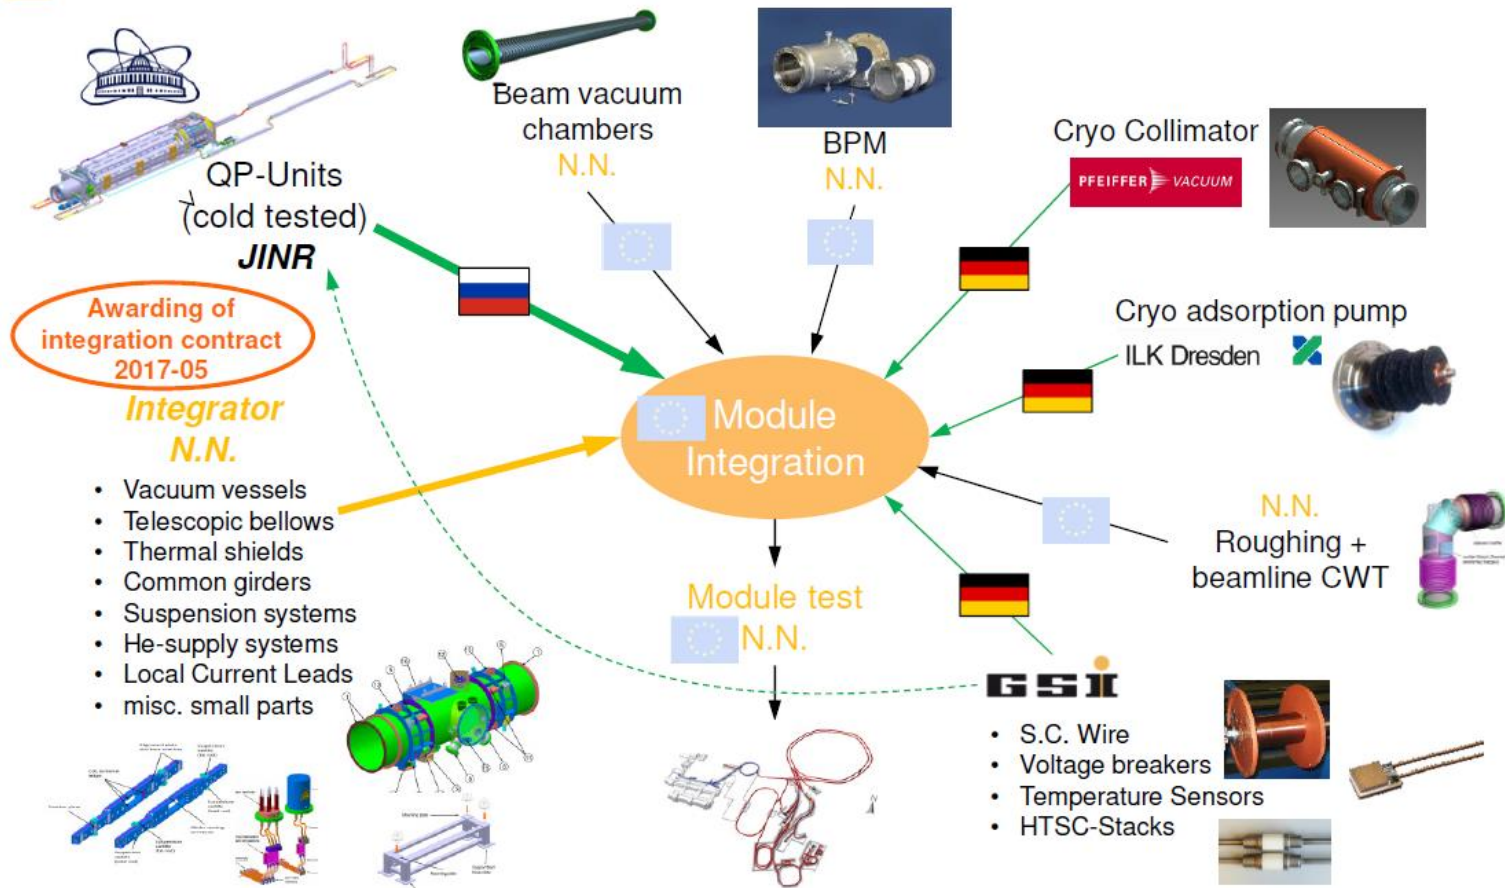 Beam vacuum
chambers
N.N.
BPM
N.N.
Cryo Collimator
PFEIFFER VACUUM
QP-Units
(cold tested)
JINR
Awarding of
integration contract
2017-05
Integrator
N.N.
• Vacuum vessels
• Telescopic bellows
• Thermal shields
• Common girders
• Suspension systems
• He-supply systems
• Local Current Leads
• misc. small parts
Module
Integration
Cryo adsorption pump
ILK Dresden
N.N.
Roughing +
beamline CWT
Module test
N.N.
GSI
• S.C. Wire
• Voltage breakers
• Temperature Sensors
• HTSC-Stacks
N